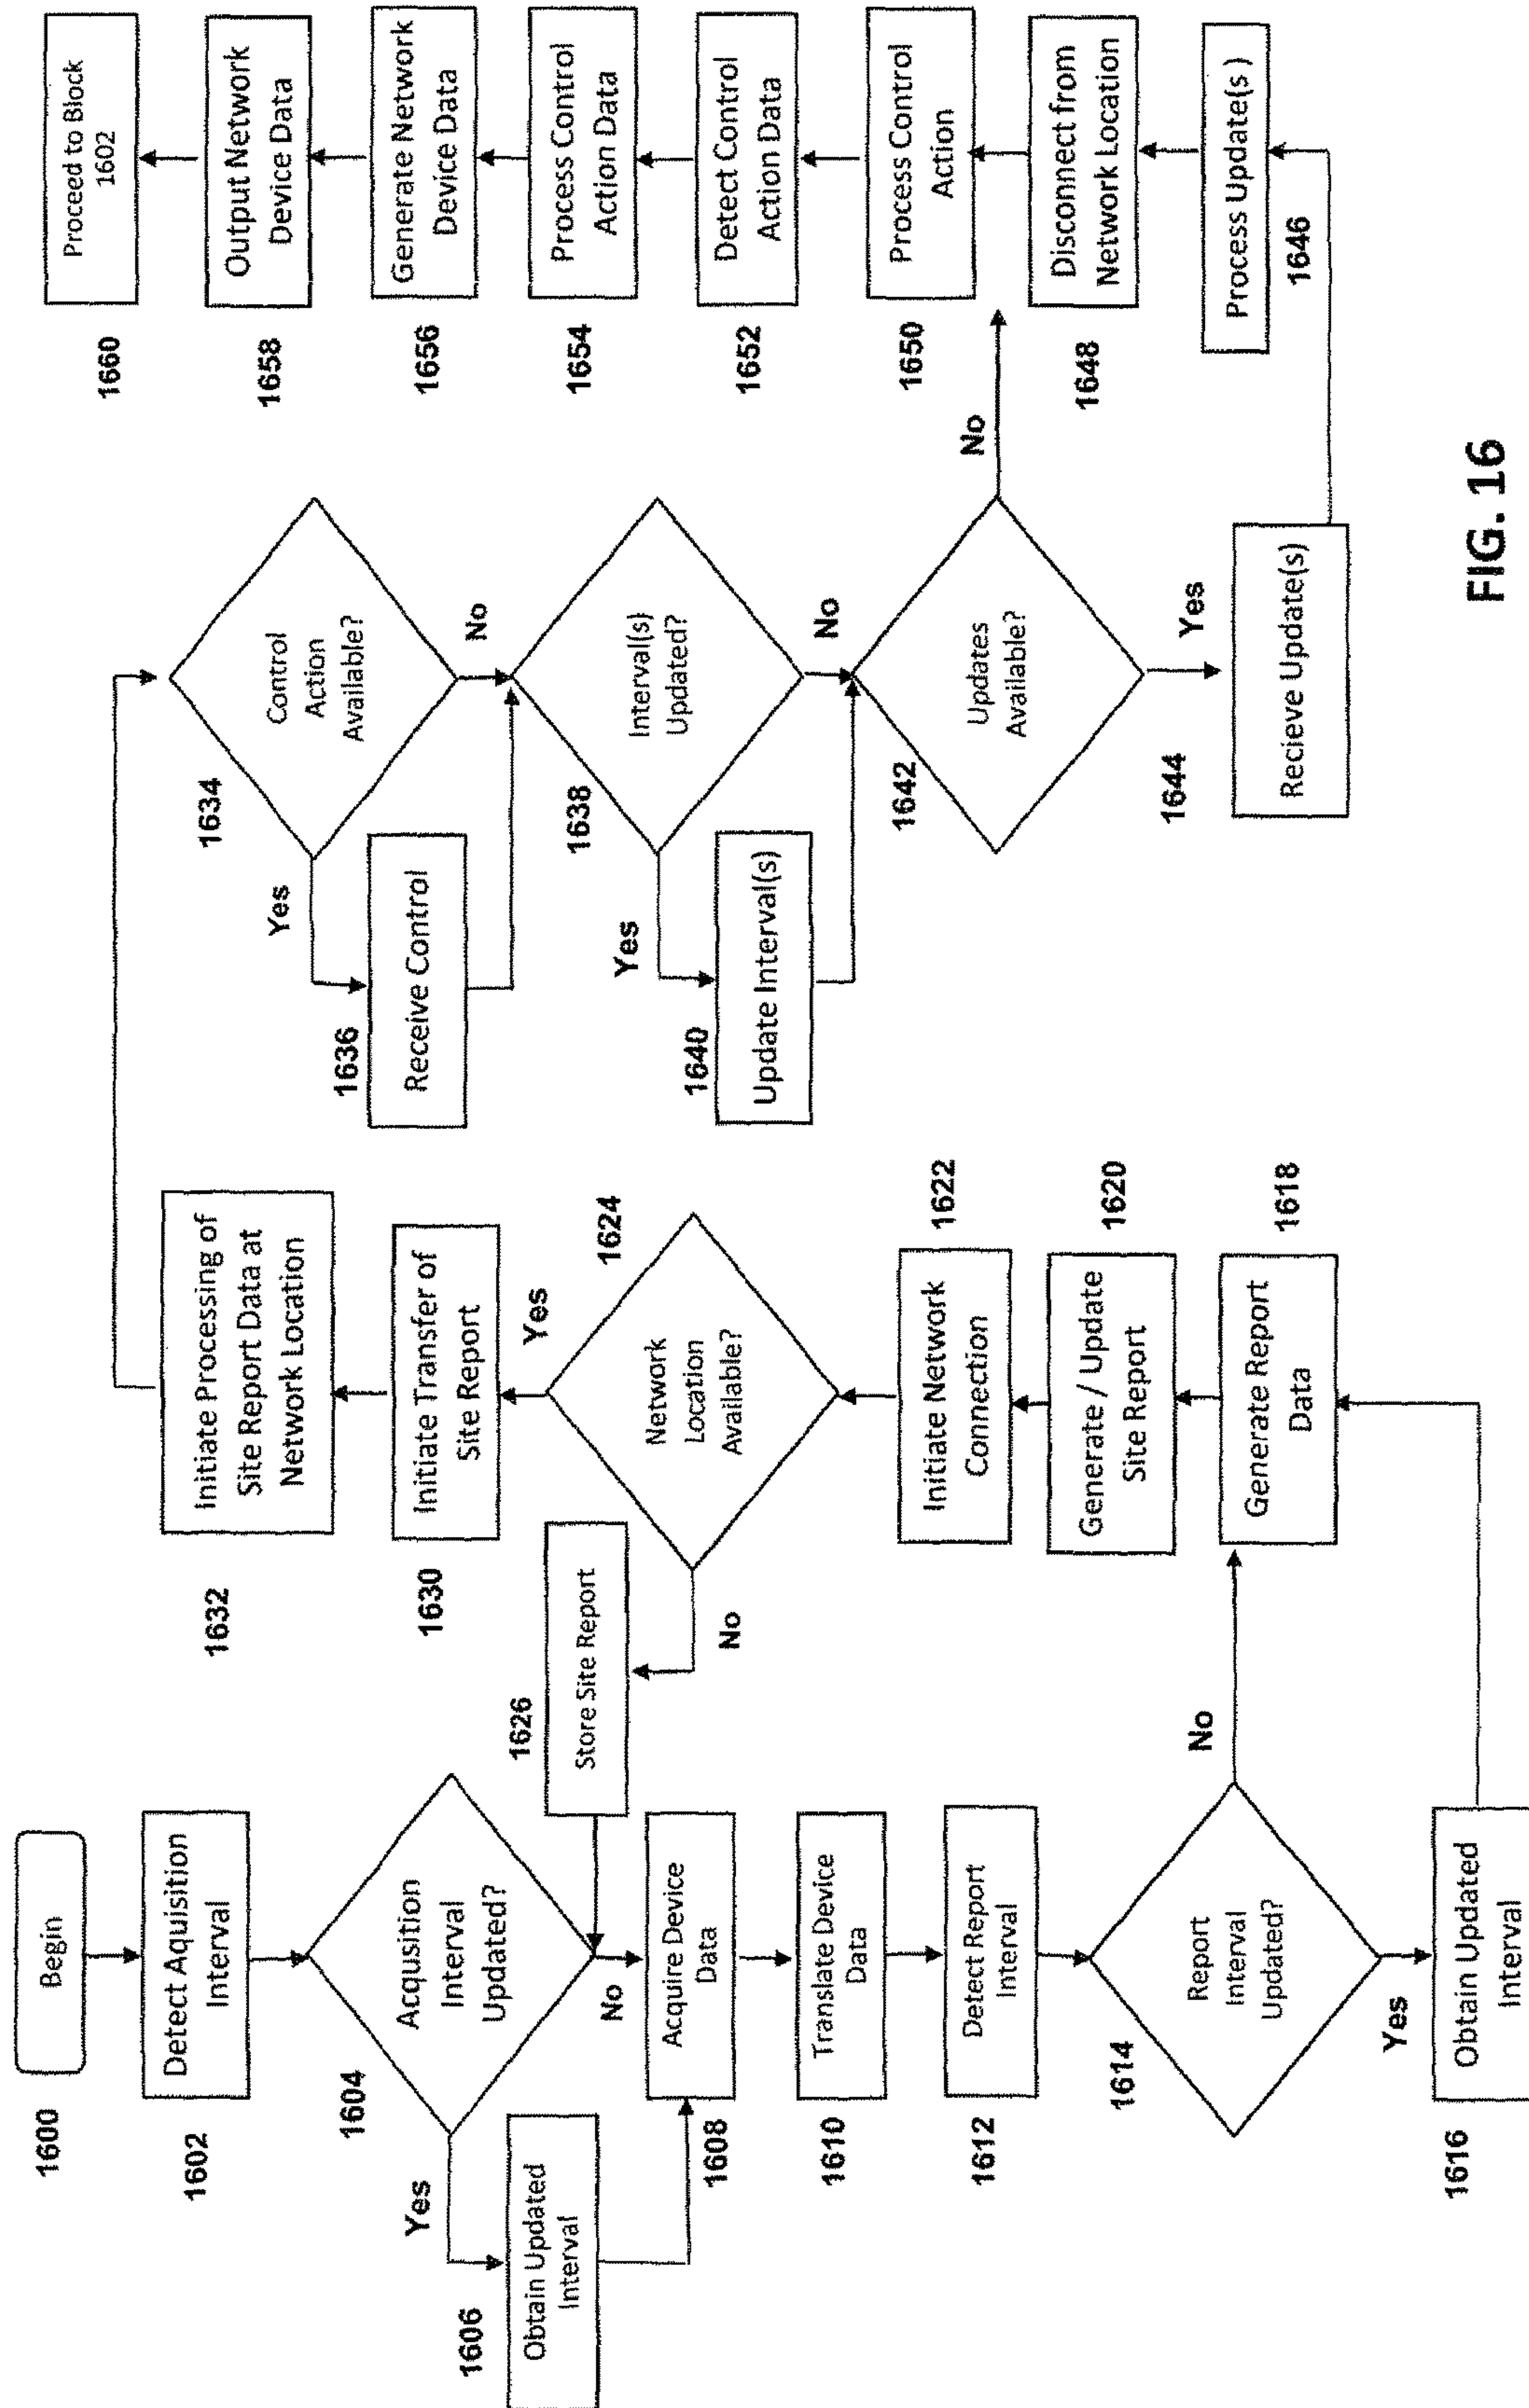 1600
Begin
1602
Detect Aquisition
Interval
1604
Acqusition
Interval
Updated?
Yes
No
1606
Obtain Updated
Interval
1608
Acquire Device
Data
1610
Translate Device
Data
1612
Detect Report
Interval
1614
Report
Interval
Updated?
Yes
No
1616
Obtain Updated
Interval
1618
Generate Report
Data
1620
Generate / Update
Site Report
1622
Initiate Network
Connection
1624
Network
Location
Available?
Yes
No
1626
Store Site Report
1630
Initiate Transfer of
Site Report
1632
Initiate Processing of
Site Report Data at
Network Location
1634
Control
Action
Available?
Yes
No
1636
Receive Control
1638
Interval(s)
Updated?
Yes
No
1640
Update Interval(s)
1642
Updates
Available?
No
Yes
1644
Recieve Update(s)
1646
Process Update(s)
1648
Disconnect from
Network Location
1650
Process Control
Action
1652
Detect Control
Action Data
1654
Process Control
Action Data
1656
Generate Network
Device Data
1658
Output Network
Device Data
1660
Proceed to Block
1602
FIG. 16